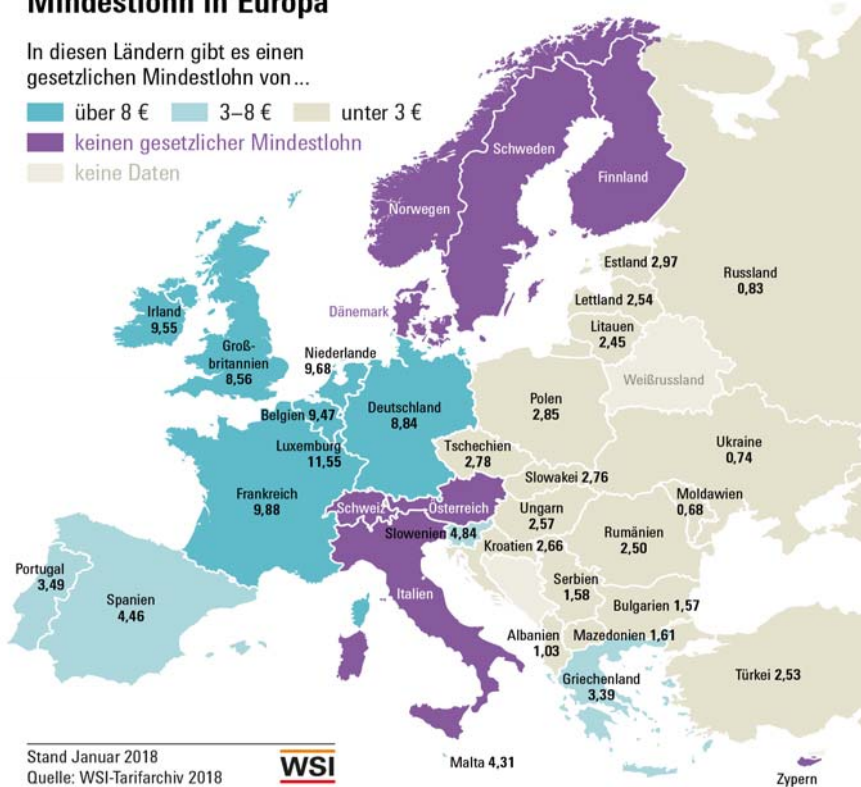 Mindestlohn in Europa
In diesen Ländern gibt es einen
gesetzlichen Mindestlohn von ...
über 8 €
3–8 €
unter 3 €
keinen gesetzlicher Mindestlohn
keine Daten
Schweden
Finnland
Norwegen
Estland 2,97
Russland
0,83
Lettland 2,54
Dänemark
Irland
9,55
Litauen
2,45
Groß-
britannien
8,56
Niederlande
9,68
Weißrussland
Polen
2,85
Deutschland
8,84
Belgien 9,47
Luxemburg
11,55
Tschechien
2,78
Ukraine
0,74
Slowakei 2,76
Frankreich
9,88
Moldawien
0,68
Schweiz
Österreich
Ungarn
2,57
Rumänien
2,50
Slowenien 4,84
Kroatien 2,66
Portugal
3,49
Spanien
4,46
Italien
Serbien
1,58
Bulgarien 1,57
Albanien
1,03
Mazedonien 1,61
Griechenland
3,39
Türkei 2,53
Malta 4,31
Zypern
Stand Januar 2018
Quelle: WSI-Tarifarchiv 2018
WSI